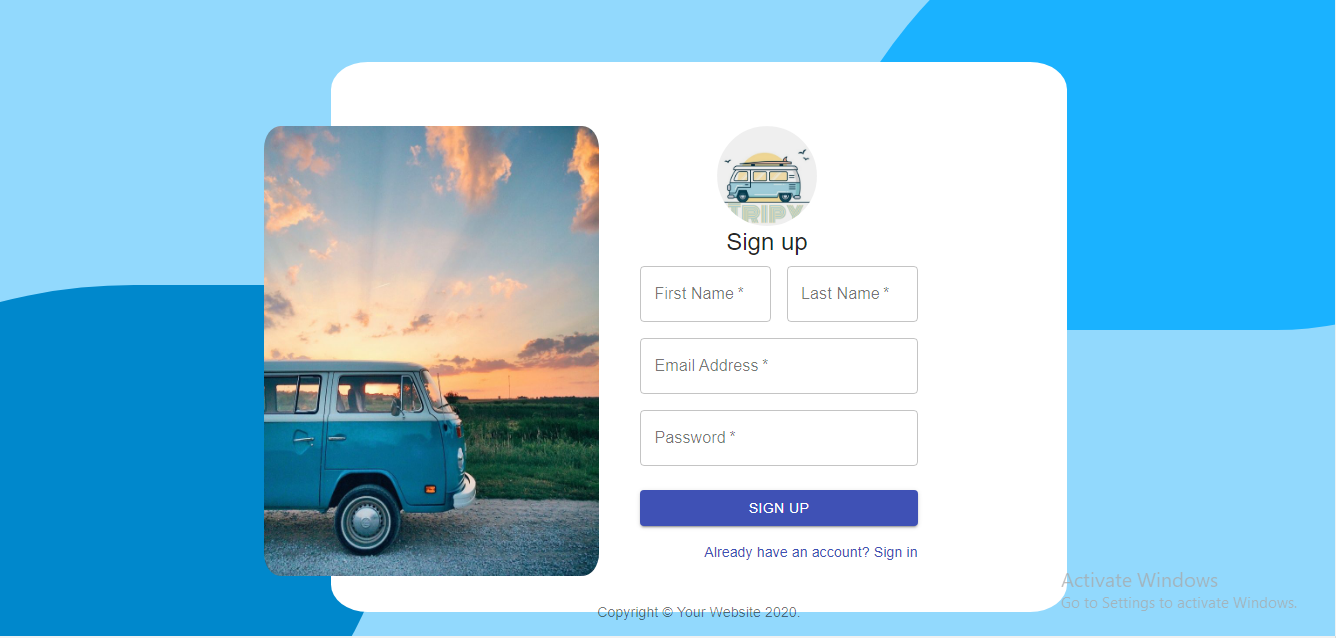 TRIPY
Sign up
First Name *
Last Name *
Email Address *
Password *
SIGN UP
Already have an account? Sign in
Activate Windows
Go to Settings to activate Windows.
Copyright © Your Website 2020.